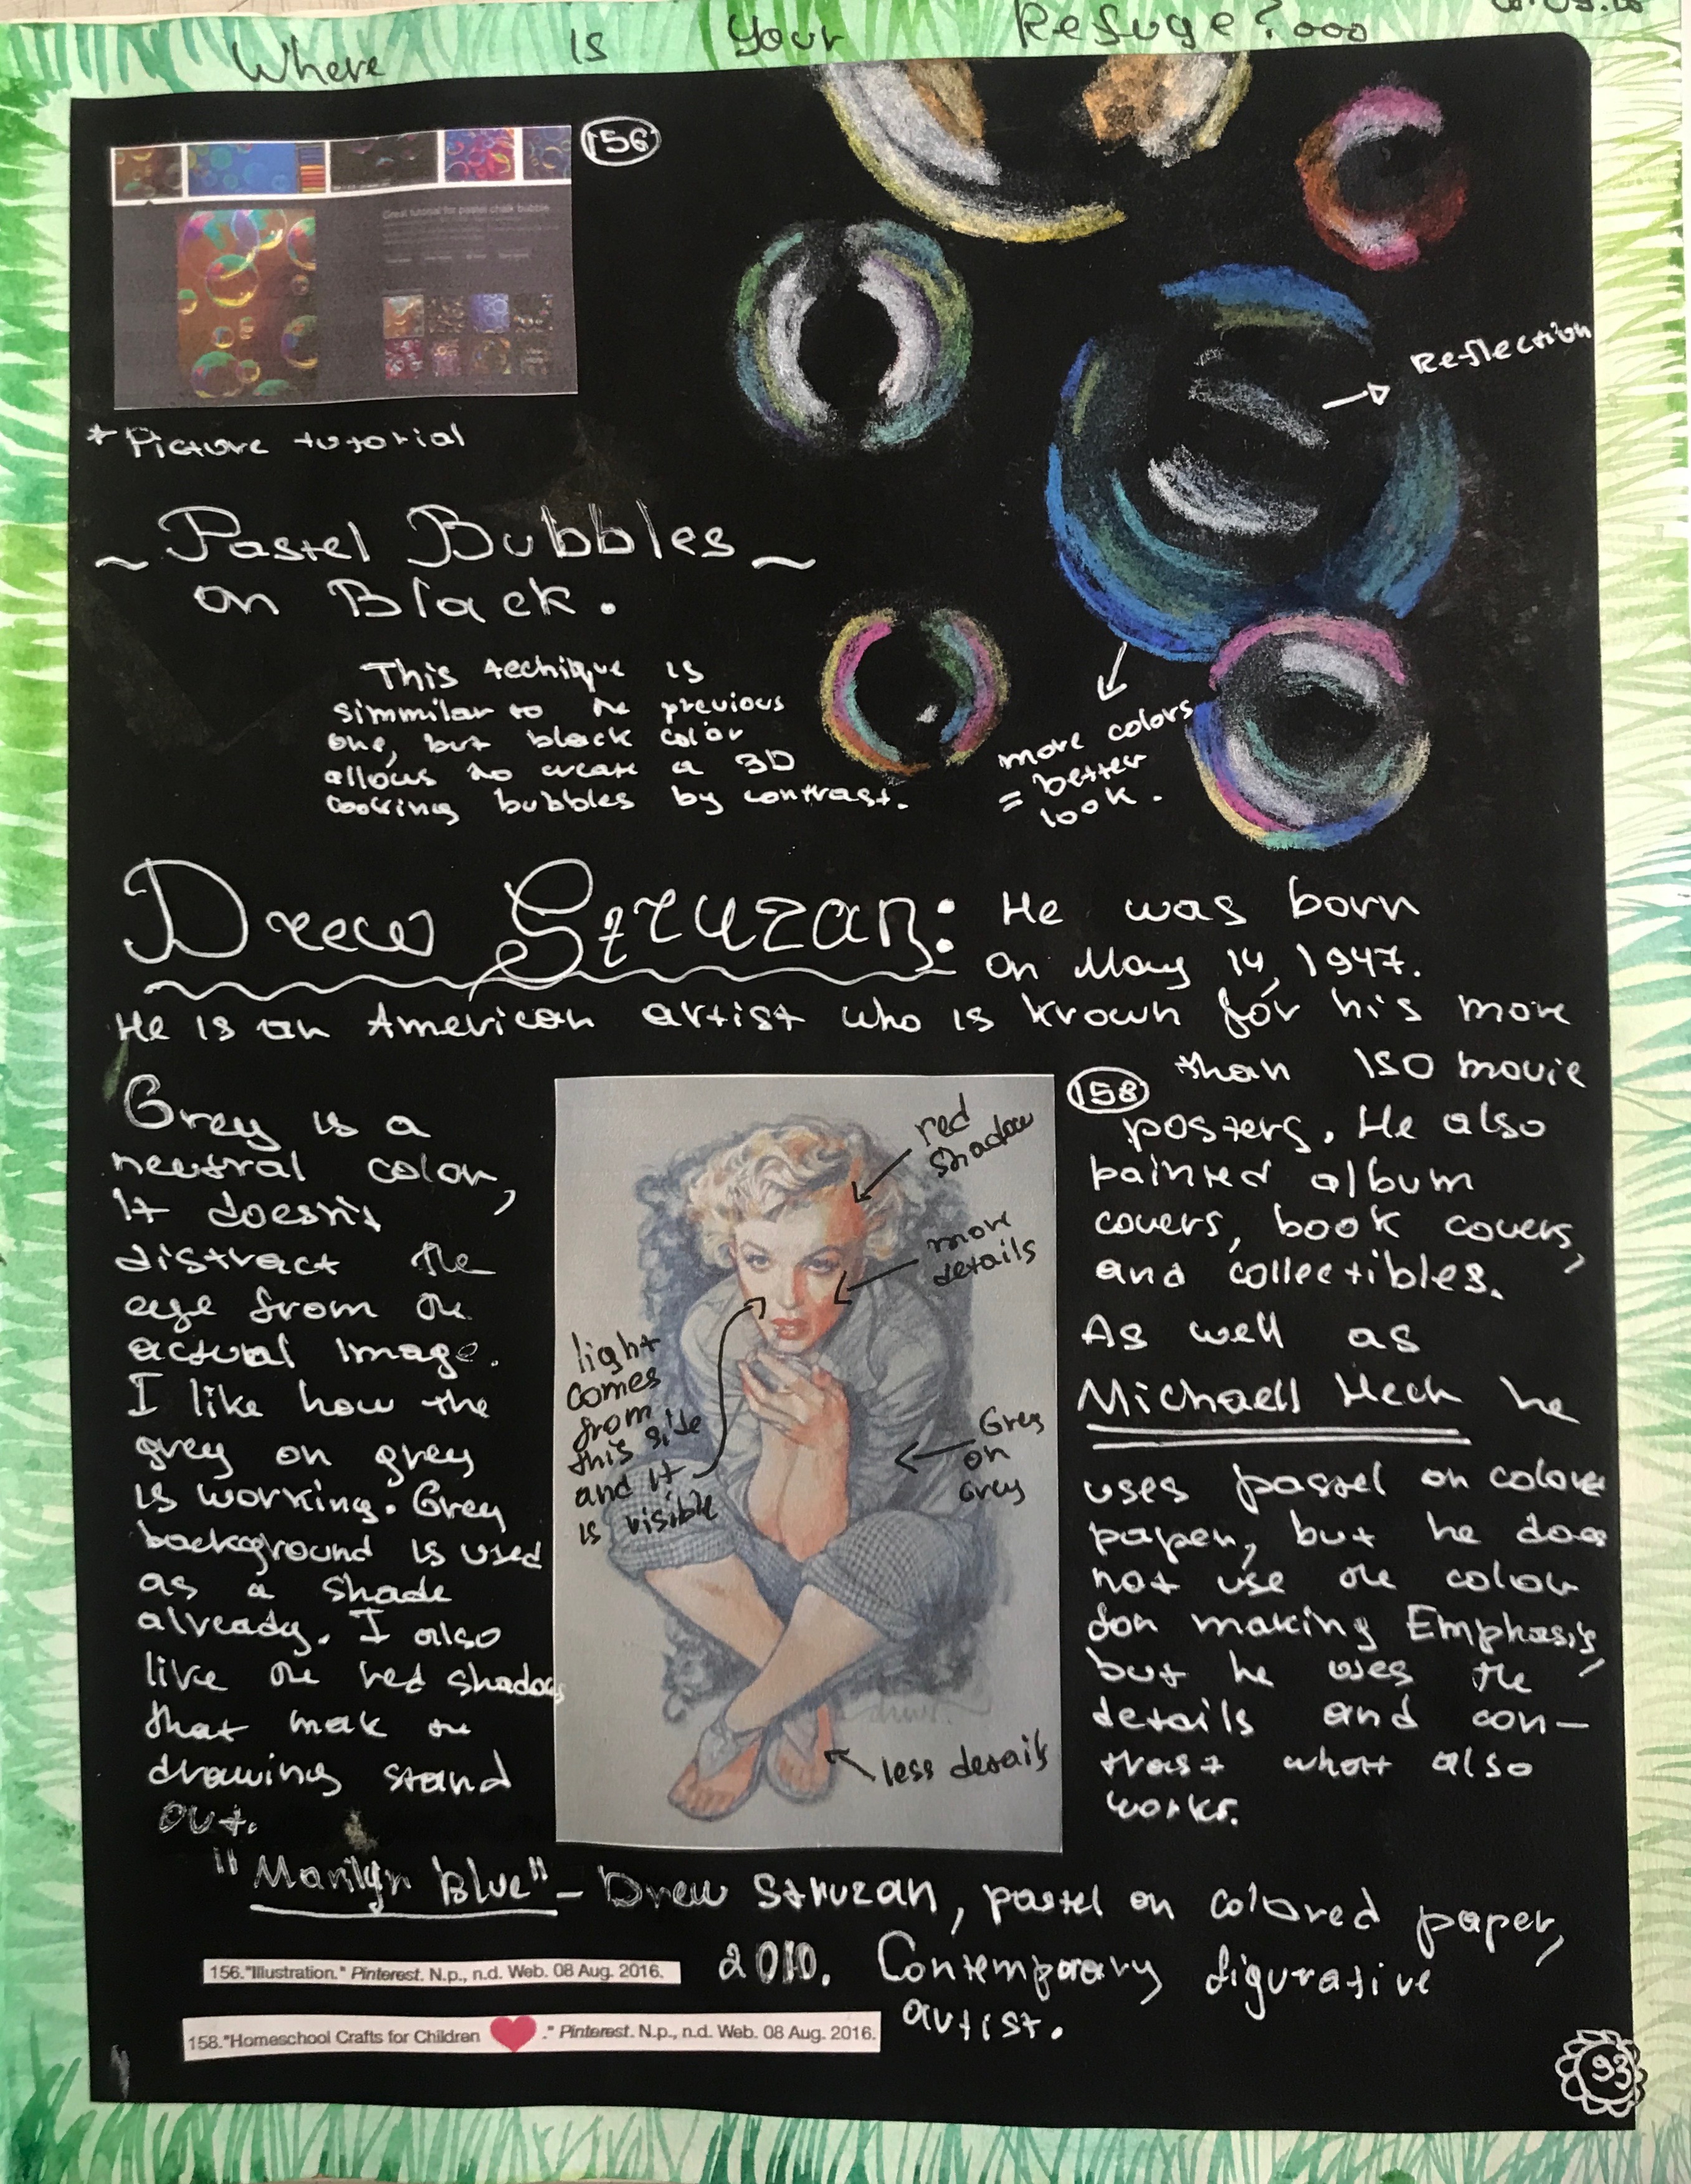 Where is Your Refuge?...
156
Great tutorial for pastel chalk bubble
* Picture tutorial
Reflection
~ Pastel Bubbles ~
on Black.
This techiqve is
simmilar to the previous
one, but black color
allows to create a 3D
loocking bubbles by contrast.
more colors
= better
look.
Drew Struzan: He was born
on May 14, 1947.
He is an American artist who is known for his more
than 150 movie
158
posters. He also
painted album
covers, book covers,
and collectibles.
As well as
Michaell Hech he
uses pastel on colore
paper, but he does
not use the colour
for making Emphasis,
but he uses the
details and con-
trast whott also
works.
Grey is a
neutral color,
It doesn't
distract the
eye from the
actual image.
I like how the
grey on grey
is working. Grey
background is used
as a shade
already. I also
like the red shadows
that mak the
drawing stand
out.
red
shadow
more
details
light
comes
from
this side
and it
is visible
Grey
on
Grey
less details
"Marilyn Blue" - Drew Struzan, pastel on colored paper,
2010. Contemporary figurative
artist.
156."Illustration." Pinterest. N.p., n.d. Web. 08 Aug. 2016.
158."Homeschool Crafts for Children ❤." Pinterest. N.p., n.d. Web. 08 Aug. 2016.
93